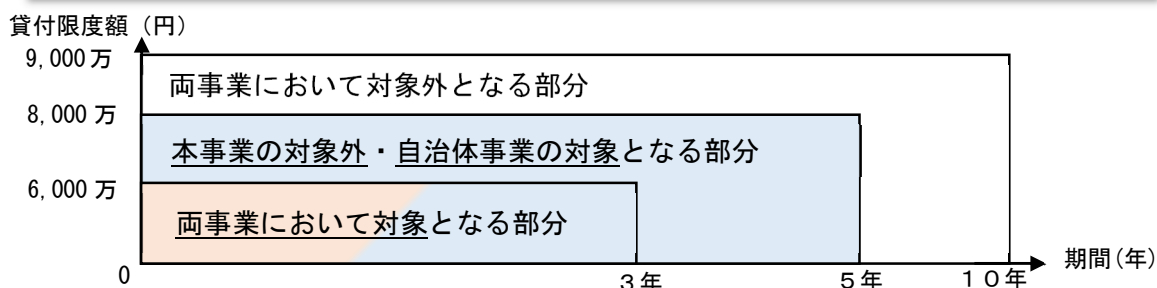 貸付限度額（円）
9,000万
両事業において対象外となる部分
8,000万
本事業の対象外・自治体事業の対象となる部分
6,000万
両事業において対象となる部分
0
３年
５年
１０年
期間(年)